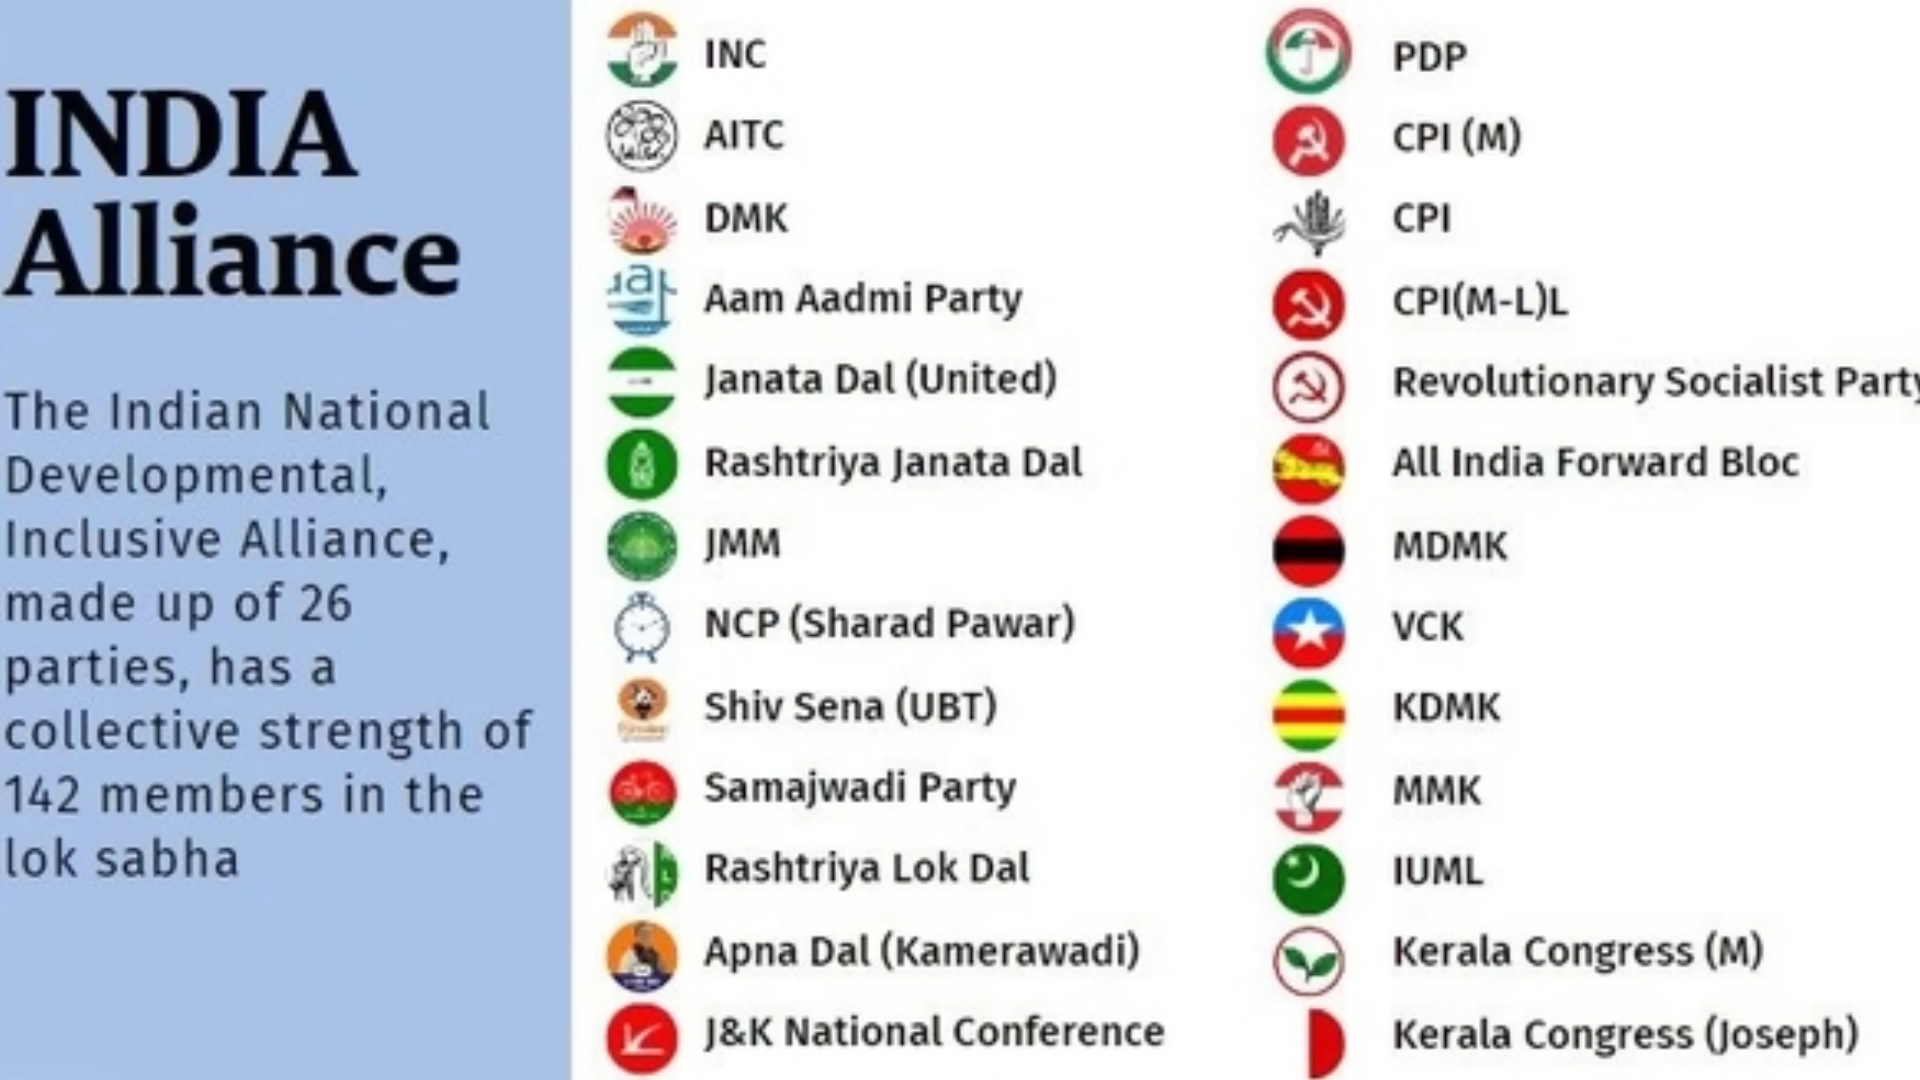 INDIA
Alliance
The Indian National
Developmental,
Inclusive Alliance,
made up of 26
parties, has a
collective strength of
142 members in the
lok sabha
INC
AITC
DMK
Aam Aadmi Party
Janata Dal (United)
Rashtriya Janata Dal
JMM
NCP (Sharad Pawar)
Shiv Sena (UBT)
Samajwadi Party
Rashtriya Lok Dal
Apna Dal (Kamerawadi)
J&K National Conference
PDP
CPI (M)
CPI
CPI(M-L)L
Revolutionary Socialist Party
All India Forward Bloc
MDMK
VCK
KDMK
MMK
IUML
Kerala Congress (M)
Kerala Congress (Joseph)